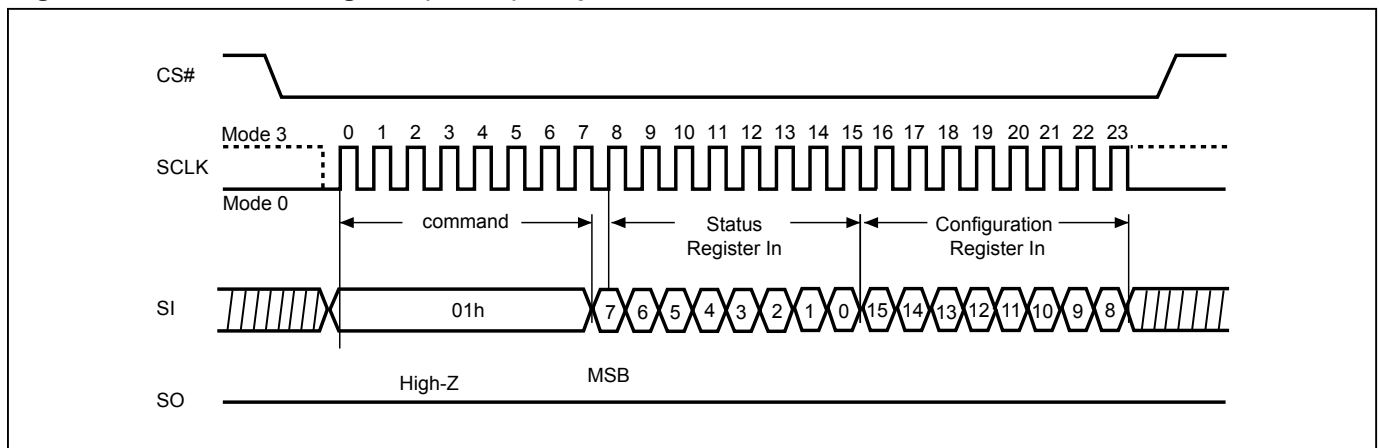 CS#
Mode 3
0 1 2 3 4 5 6 7 8 9 10 11 12 13 14 15 16 17 18 19 20 21 22 23
SCLK
Mode 0
command
Status
Register In
Configuration
Register In
SI
01h
7 6 5 4 3 2 1 0 15 14 13 12 11 10 9 8
High-Z
MSB
SO